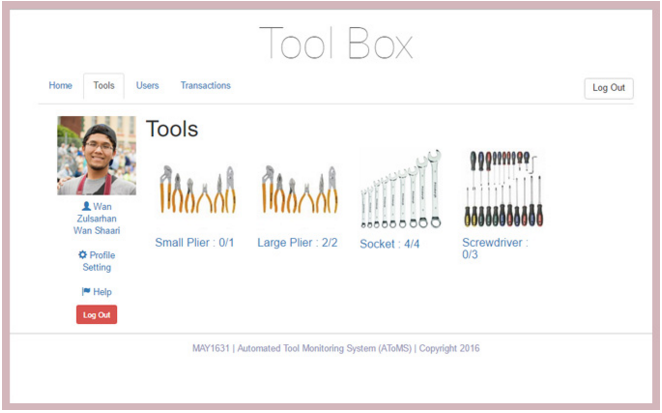 Tool Box
Home Tools Users Transactions Log Out
Tools
Wan
Zulsarhan
Wan Shaari
Profile
Setting
Help
Log Out
Small Plier : 0/1
Large Plier : 2/2
Socket : 4/4
Screwdriver :
0/3
MAY1631 | Automated Tool Monitoring System (AToMS) | Copyright 2016